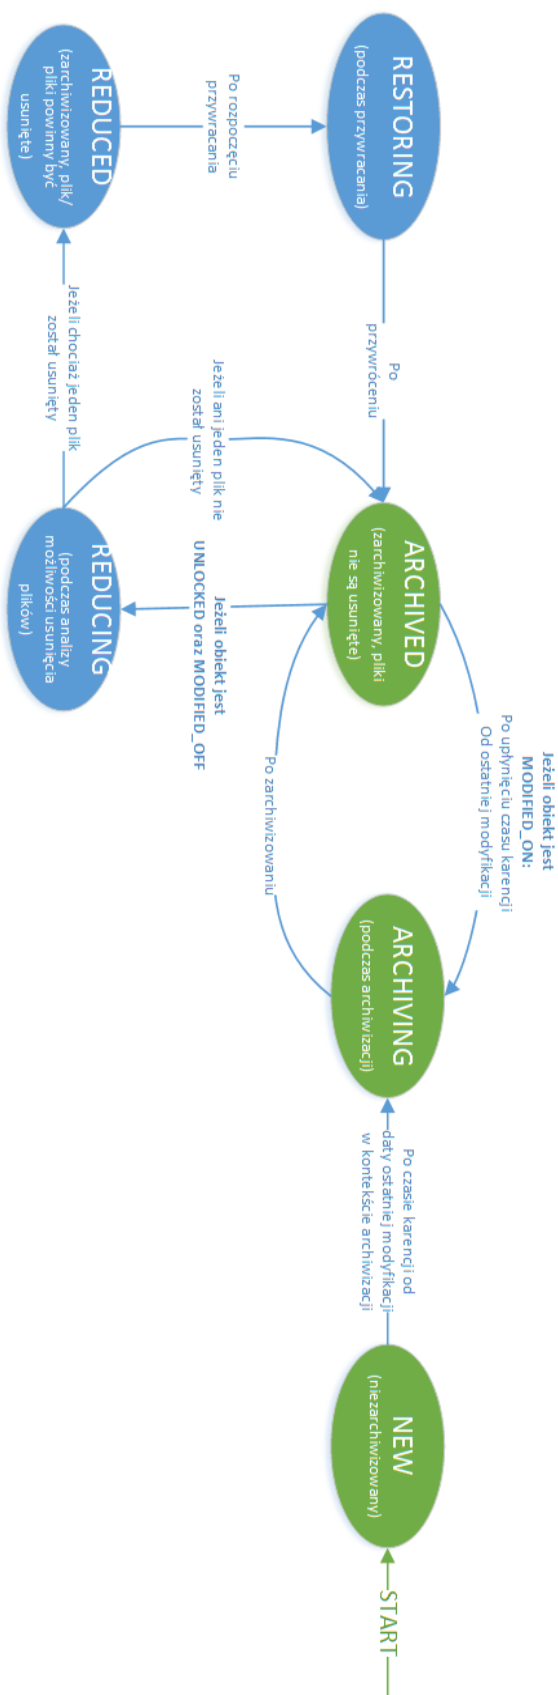 RESTORING
(podczas przywracania)
REDUCED
(zarchiwizowany, plik/
pliki powinny być
usunięte)
Po rozpoczęciu
przywracania
Po
przywróceniu
Jeżeli chociaż jeden plik
został usunięty
Jeżeli ani jeden plik nie
został usunięty
ARCHIVED
(zarchiwizowany, pliki
nie są usunięte)
REDUCING
(podczas analizy
możliwości usunięcia
plików)
Jeżeli obiekt jest
UNLOCKED oraz MODIFIED_OFF
Jeżeli obiekt jest
MODIFIED_ON:
Po upłynięciu czasu karencji
Od ostatniej modyfikacji
Po zarchiwizowaniu
ARCHIVING
(podczas archiwizacji)
Po czasie karencji od
daty ostatniej modyfikacji
w kontekście archiwizacji
NEW
(niezarchiwizowany)
START